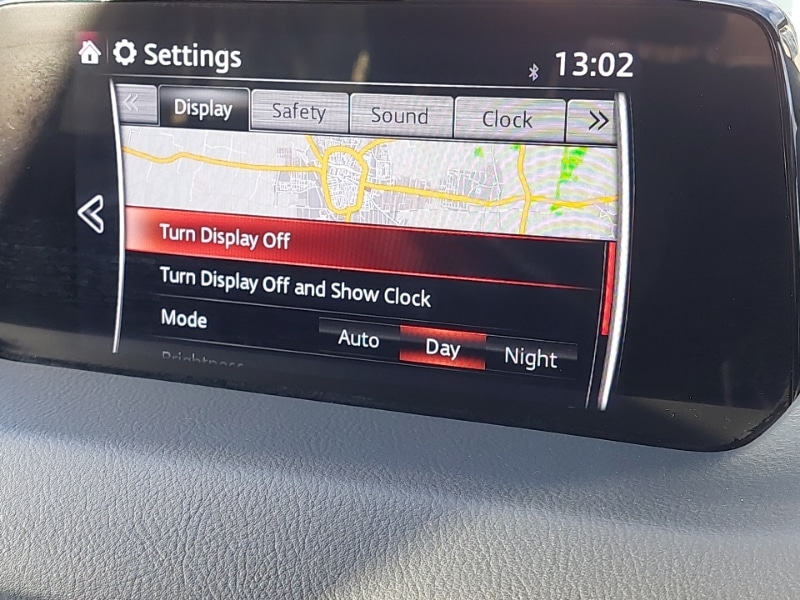 Settings 13:02
Display Safety Sound Clock
Turn Display Off
Turn Display Off and Show Clock
Mode Auto Day Night
Brightness